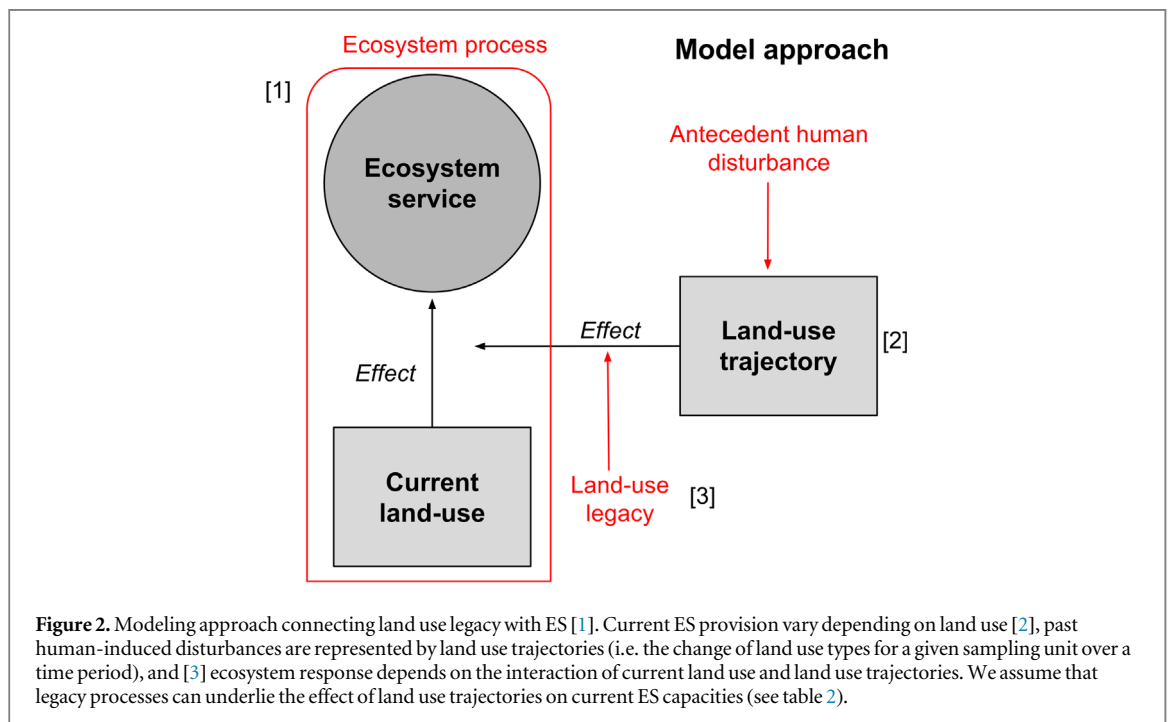 Ecosystem process
Model approach
[1]
Antecedent human
disturbance
Ecosystem
service
Effect
Land-use
trajectory
[2]
Effect
Current
land-use
Land-use
legacy
[3]
Figure 2. Modeling approach connecting land use legacy with ES [1]. Current ES provision vary depending on land use [2], past
human-induced disturbances are represented by land use trajectories (i.e. the change of land use types for a given sampling unit over a
time period), and [3] ecosystem response depends on the interaction of current land use and land use trajectories. We assume that
legacy processes can underlie the effect of land use trajectories on current ES capacities (see table 2).